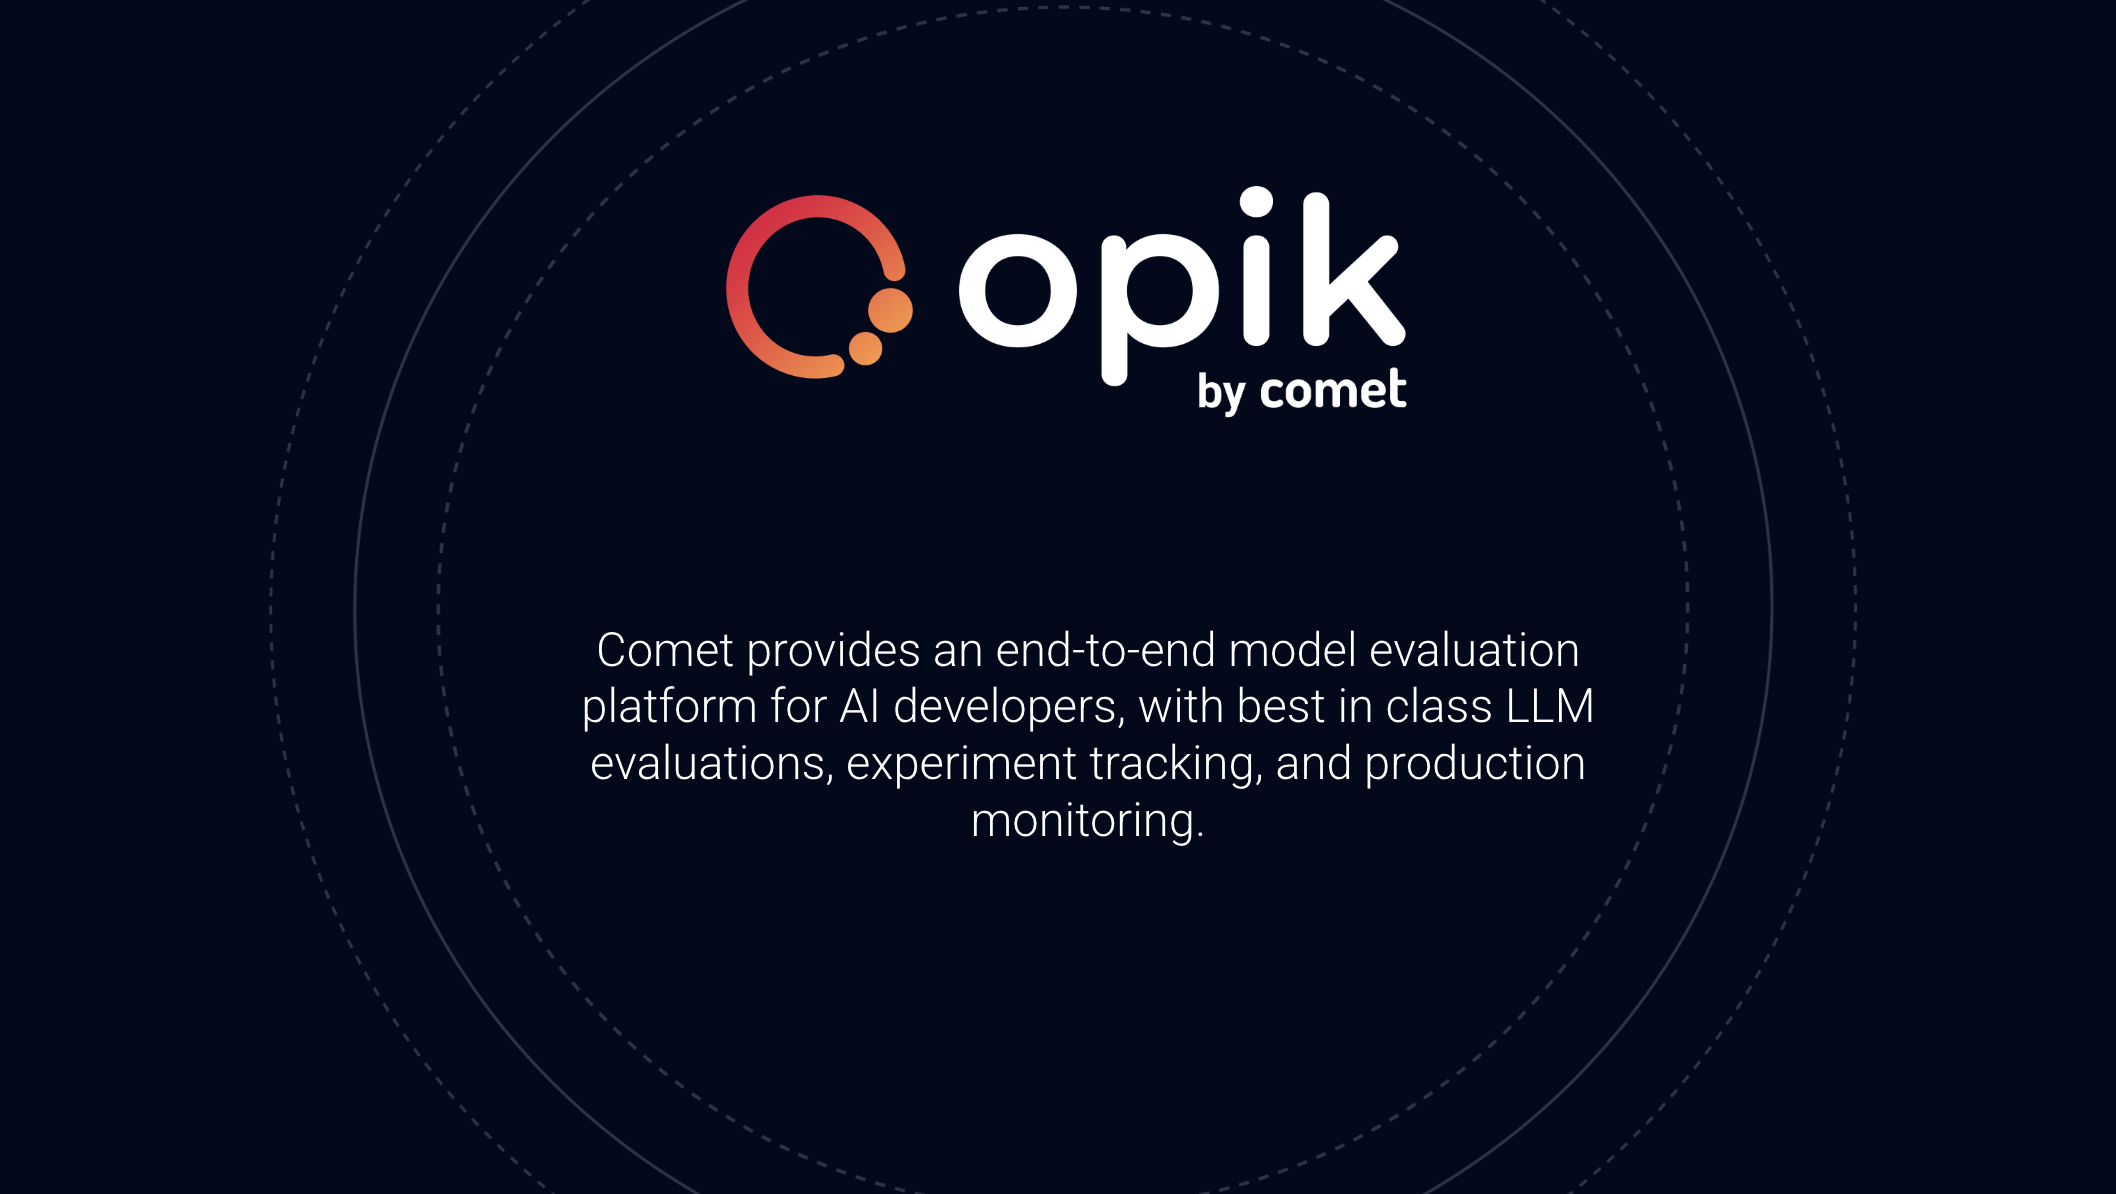 opik
by comet
Comet provides an end-to-end model evaluation
platform for AI developers, with best in class LLM
evaluations, experiment tracking, and production
monitoring.